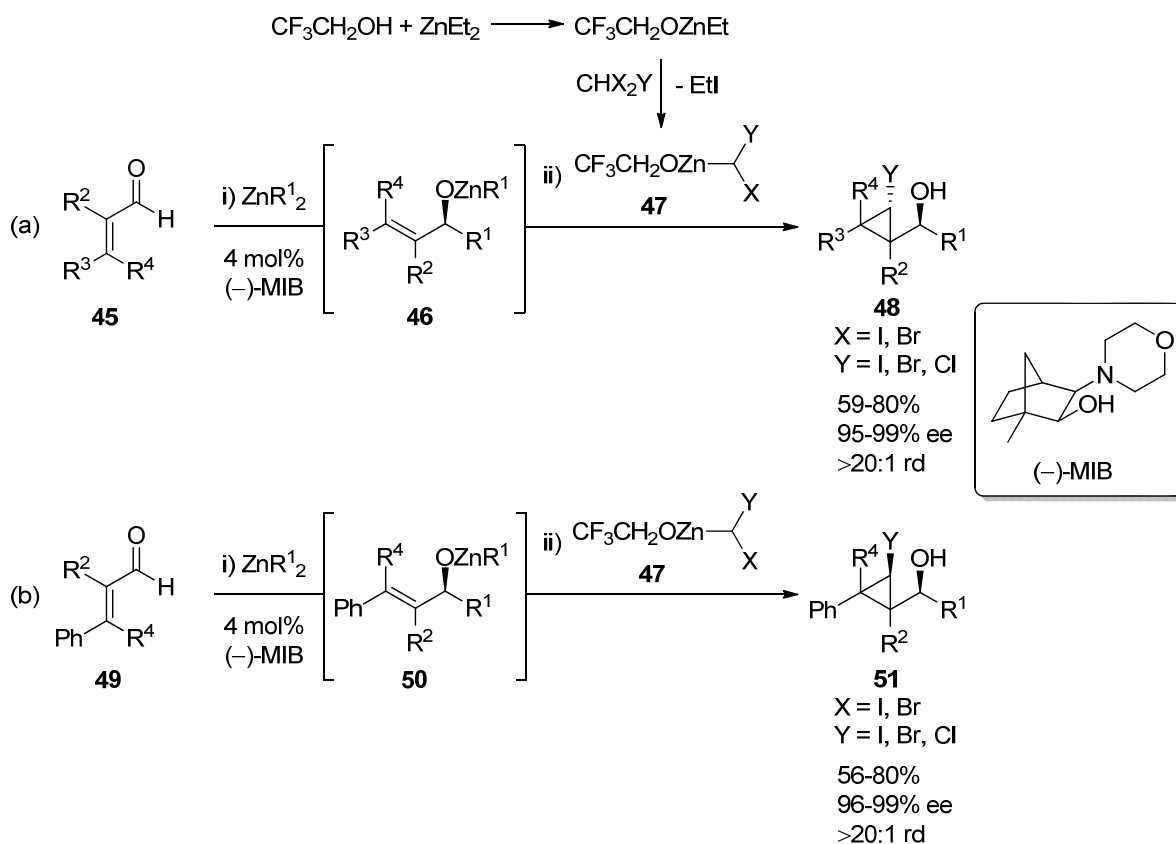 CF₃CH₂OH + ZnEt₂ CF₃CH₂OZnEt
CHX₂Y - EtI
(a) R² O H R³ R⁴ 45
i) ZnR¹₂
4 mol%
(–)-MIB
R⁴ OZnR¹ R³ R¹ R² 46
ii) CF₃CH₂OZn Y X
47
R⁴ Y OH R³ R¹ R²
48
X = I, Br
Y = I, Br, Cl
59-80%
95-99% ee
>20:1 rd
O
N
OH
(–)-MIB
(b) R² O H Ph R⁴ 49
i) ZnR¹₂
4 mol%
(–)-MIB
R⁴ OZnR¹ Ph R¹ R² 50
ii) CF₃CH₂OZn Y X
47
R⁴ Y OH Ph R¹ R²
51
X = I, Br
Y = I, Br, Cl
56-80%
96-99% ee
>20:1 rd